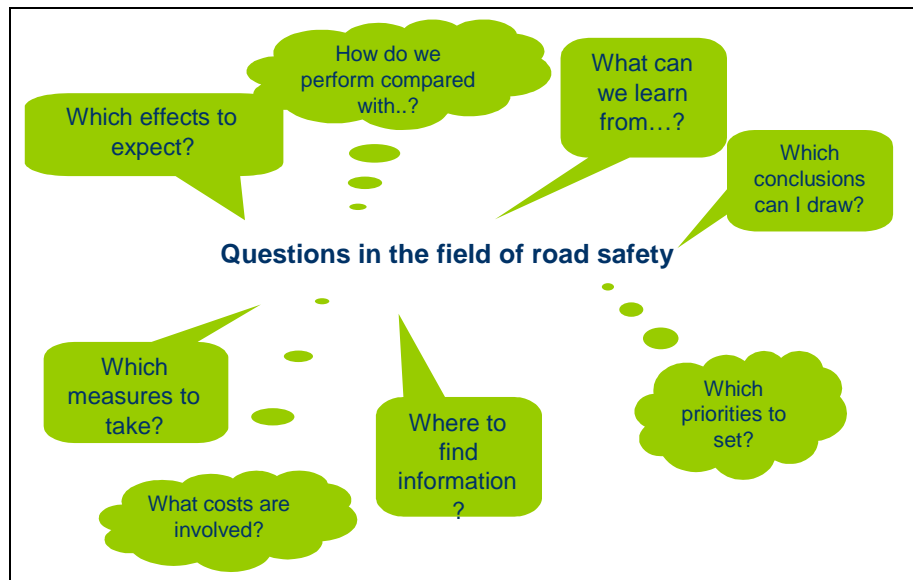 How do we
perform compared
with..?
What can
we learn
from…?
Which effects to
expect?
Which
conclusions
can I draw?
Questions in the field of road safety
Which
measures to
take?
Which
priorities to
set?
Where to
find
information
?
What costs are
involved?